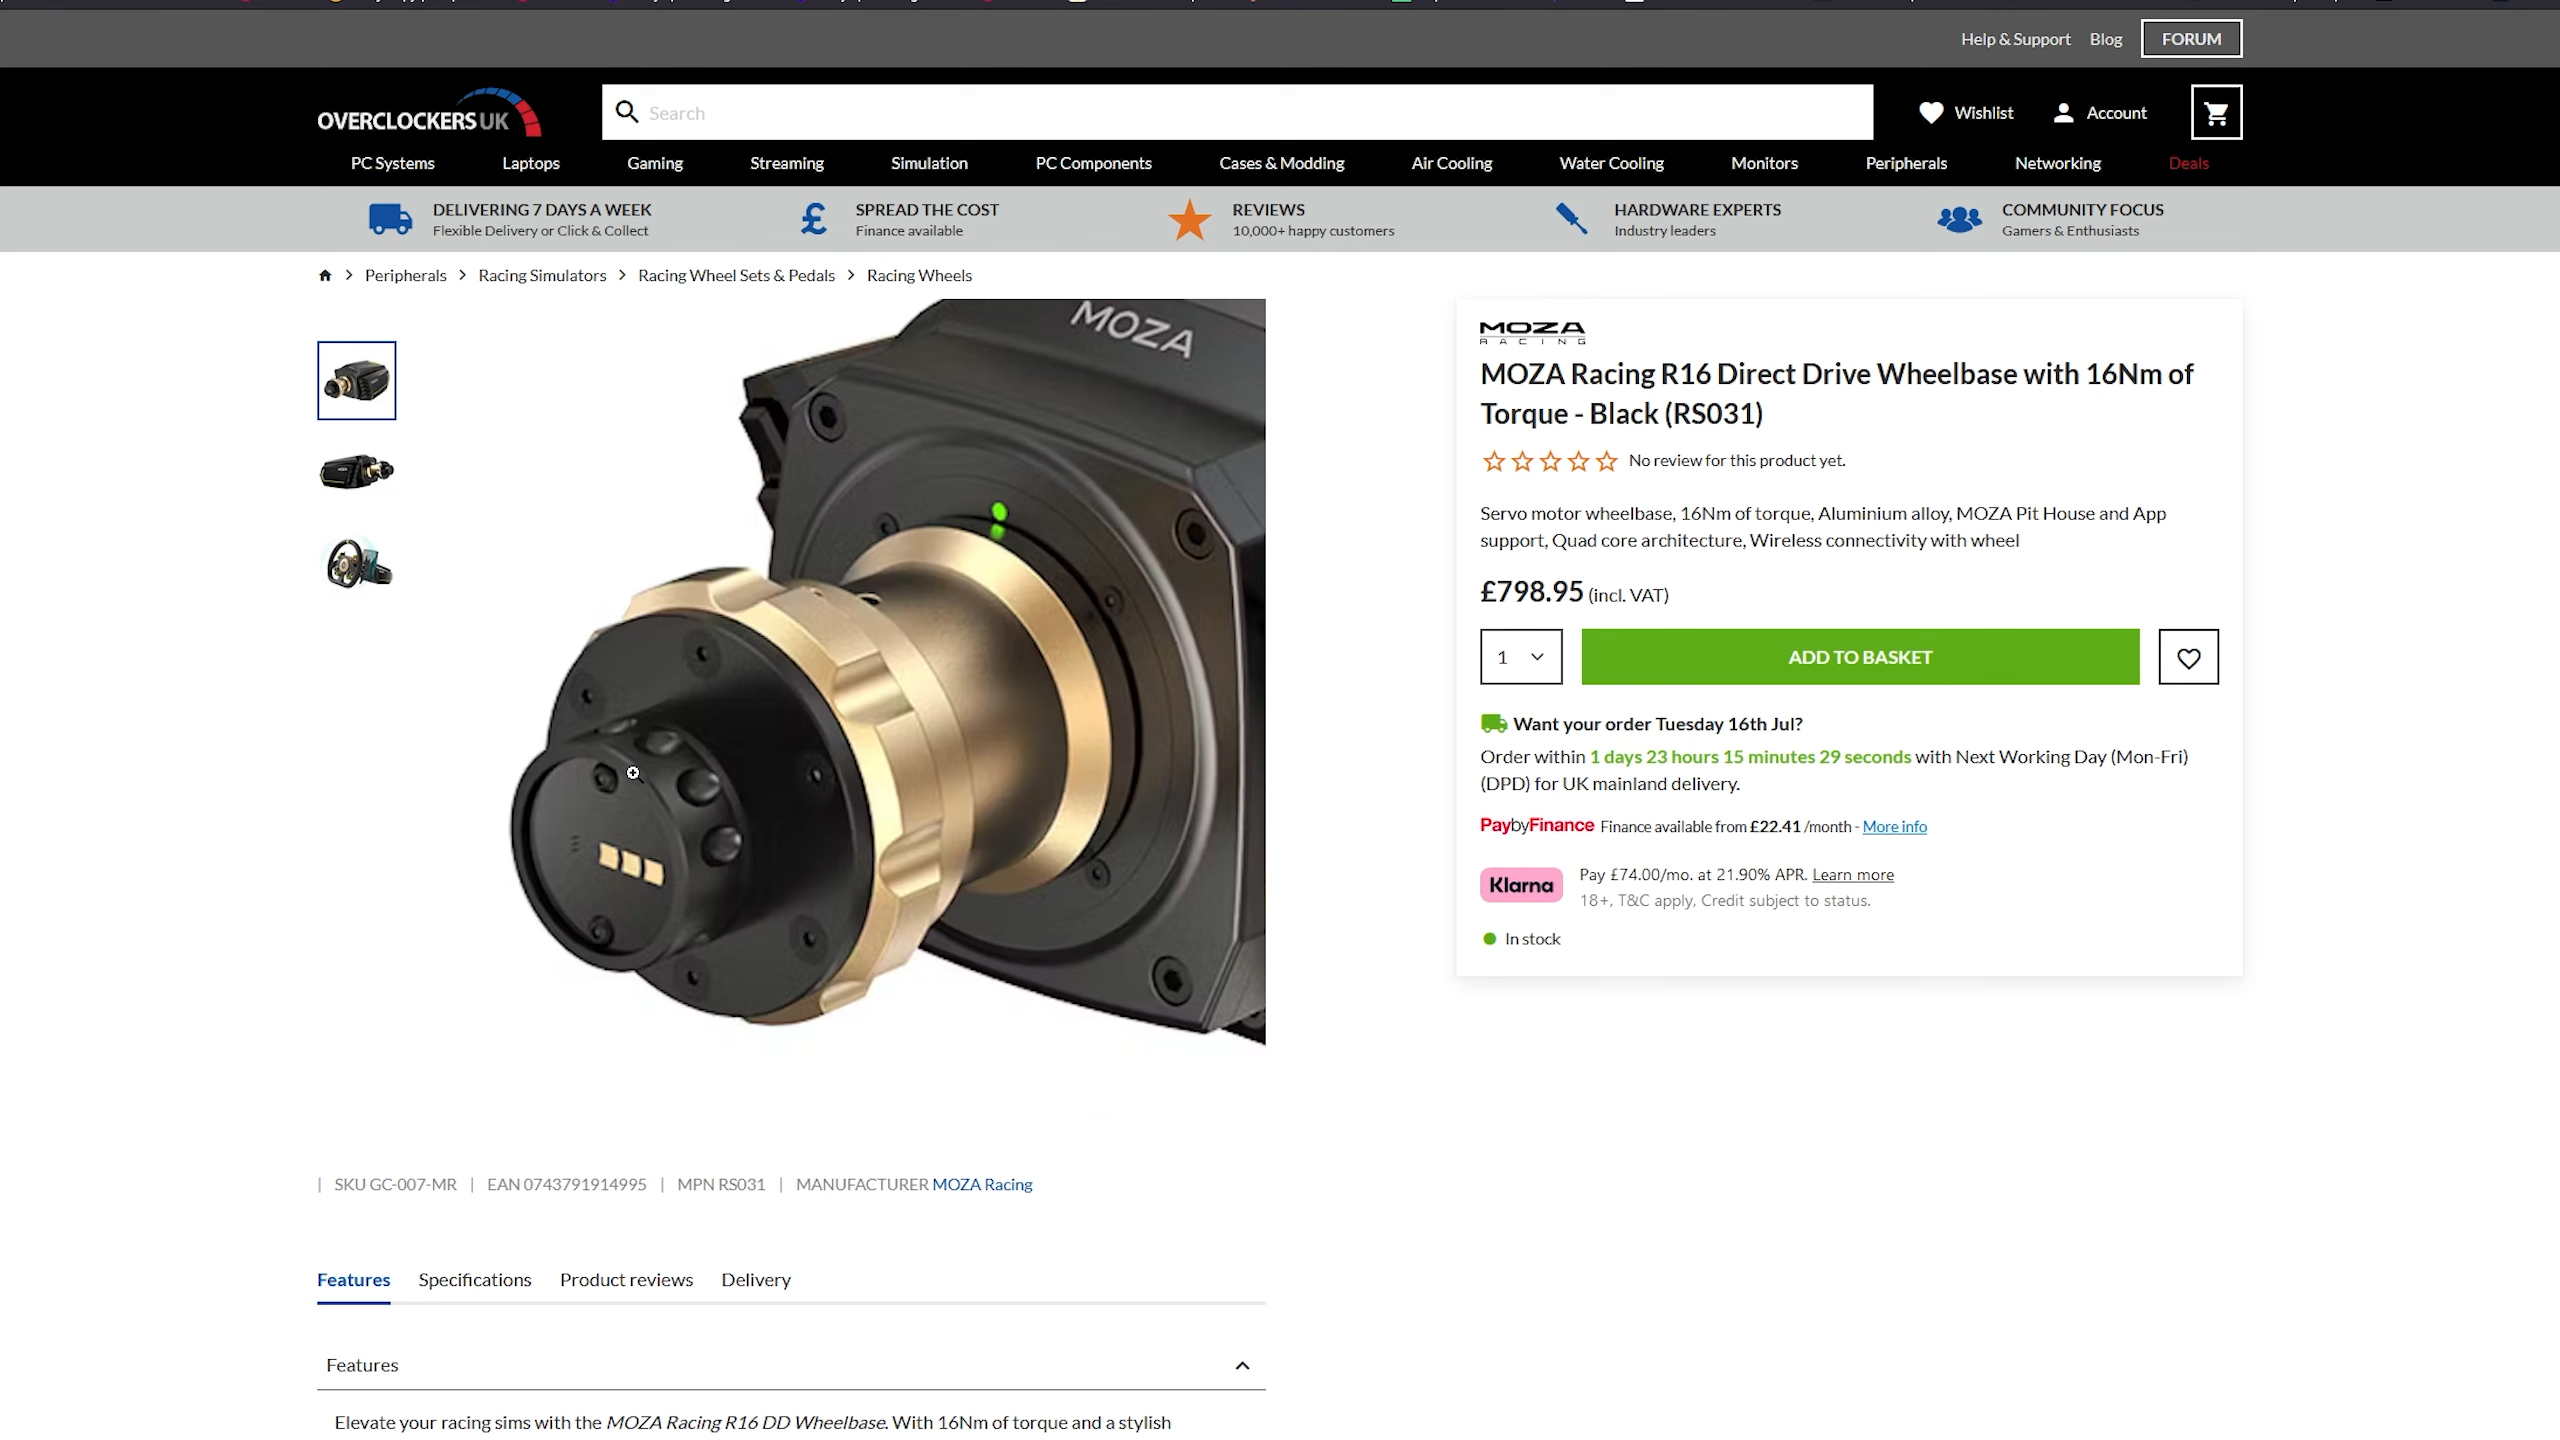 Help & Support Blog FORUM
OVERCLOCKERS UK Search Wishlist Account
PC Systems Laptops Gaming Streaming Simulation PC Components Cases & Modding Air Cooling Water Cooling Monitors Peripherals Networking Deals
DELIVERING 7 DAYS A WEEK
Flexible Delivery or Click & Collect
SPREAD THE COST
Finance available
REVIEWS
10,000+ happy customers
HARDWARE EXPERTS
Industry leaders
COMMUNITY FOCUS
Gamers & Enthusiasts
Peripherals > Racing Simulators > Racing Wheel Sets & Pedals > Racing Wheels
MOZA
MOZA
RACING
MOZA Racing R16 Direct Drive Wheelbase with 16Nm of
Torque - Black (RS031)
No review for this product yet.
Servo motor wheelbase, 16Nm of torque, Aluminium alloy, MOZA Pit House and App
support, Quad core architecture, Wireless connectivity with wheel
£798.95 (incl. VAT)
1 ADD TO BASKET
Want your order Tuesday 16th Jul?
Order within 1 days 23 hours 15 minutes 29 seconds with Next Working Day (Mon-Fri)
(DPD) for UK mainland delivery.
PaybyFinance Finance available from £22.41 /month - More info
Klarna
Pay £74.00/mo. at 21.90% APR. Learn more
18+, T&C apply, Credit subject to status.
In stock
| SKU GC-007-MR | EAN 0743791914995 | MPN RS031 | MANUFACTURER MOZA Racing
Features Specifications Product reviews Delivery
Features
Elevate your racing sims with the MOZA Racing R16 DD Wheelbase. With 16Nm of torque and a stylish